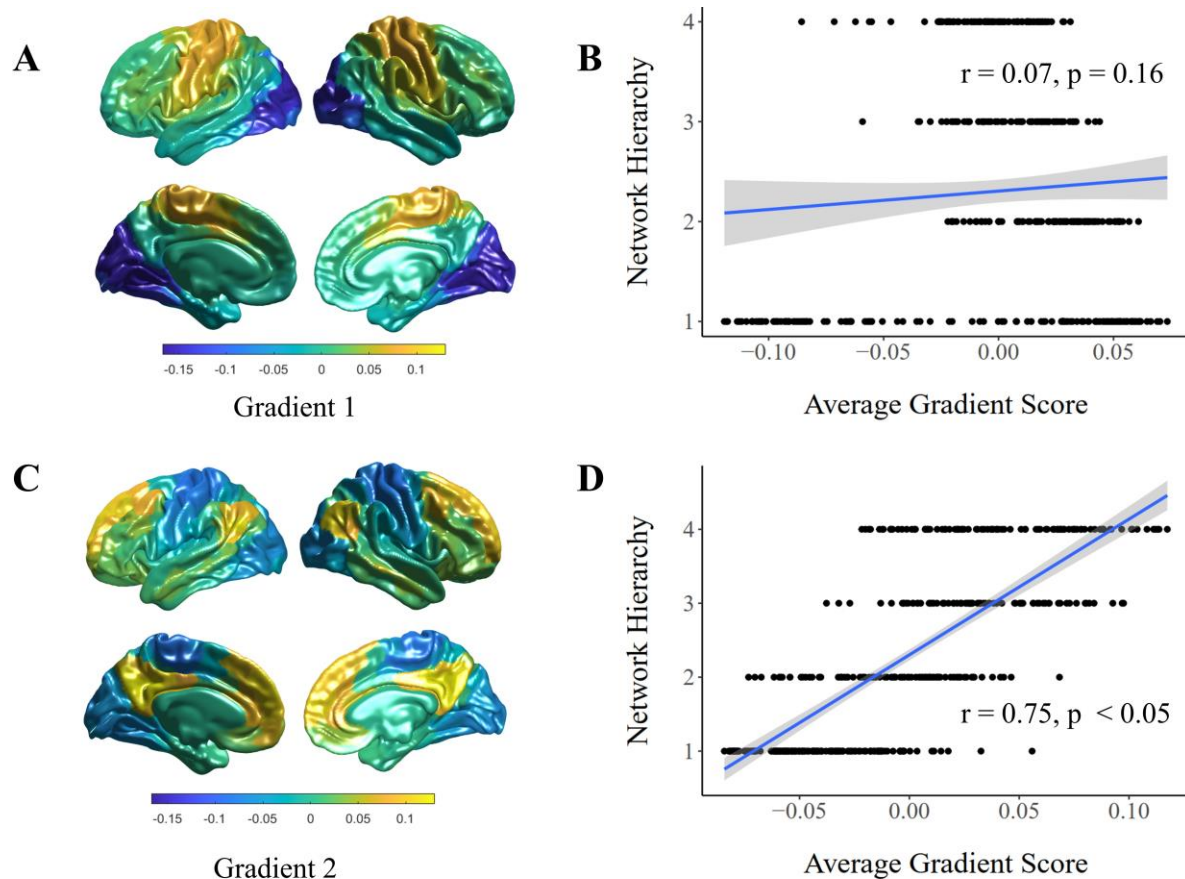 A
-0.15 -0.1 -0.05 0 0.05 0.1
Gradient 1
B
r = 0.07, p = 0.16
Network Hierarchy
4
3
2
1
-0.10 -0.05 0.00 0.05
Average Gradient Score
C
-0.15 -0.1 -0.05 0 0.05 0.1
Gradient 2
D
Network Hierarchy
4
3
2
1
r = 0.75, p < 0.05
-0.05 0.00 0.05 0.10
Average Gradient Score